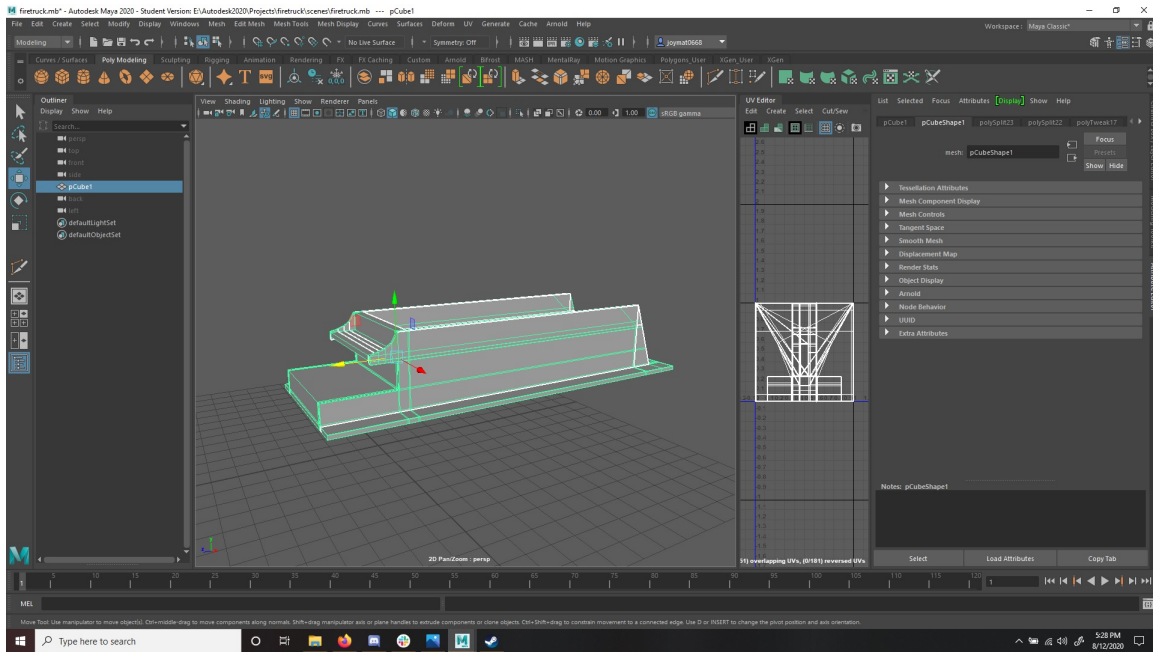 firetruck.mb* - Autodesk Maya 2020 - Student Version: E:\Autodesk2020\Projects\firetruck\scenes\firetruck.mb --- pCube1
File Edit Create Select Modify Display Windows Mesh Edit Mesh Mesh Tools Mesh Display Curves Surfaces Deform UV Generate Cache Arnold Help
Workspace: Maya Classic*
Modeling No Live Surface Symmetry: Off joymat0668
Curves / Surfaces Poly Modeling Sculpting Rigging Animation Rendering FX FX Caching Custom Arnold Bifrost MASH MentalRay Motion Graphics Polygons_User XGen_User XGen
Outliner
Display Show Help
Search...
persp
top
front
side
pCube1
back
left
defaultLightSet
defaultObjectSet
View Shading Lighting Show Renderer Panels
0.00 1.00 sRGB gamma
2D Pan/Zoom : persp
UV Editor
Edit Create Select Cut/Sew
overlapping UVs, (0/181) reversed UVs
List Selected Focus Attributes Display Show Help
pCube1 pCubeShape1 polySplit23 polySplit22 polyTweak17
mesh: pCubeShape1
Focus
Presets
Show Hide
Tessellation Attributes
Mesh Component Display
Mesh Controls
Tangent Space
Smooth Mesh
Displacement Map
Render Stats
Object Display
Arnold
Node Behavior
UUID
Extra Attributes
Notes: pCubeShape1
Select Load Attributes Copy Tab
1 5 10 15 20 25 30 35 40 45 50 55 60 65 70 75 80 85 90 95 100 105 110 115 120 1
MEL
Move Tool: Use manipulator to move object(s). Ctrl+middle-drag to move components along normals. Shift+drag manipulator axis or plane handles to extrude components or clone objects. Ctrl+Shift+drag to constrain movement to a connected edge. Use D or INSERT to change the pivot position and axis orientation.
Type here to search
5:28 PM
8/12/2020